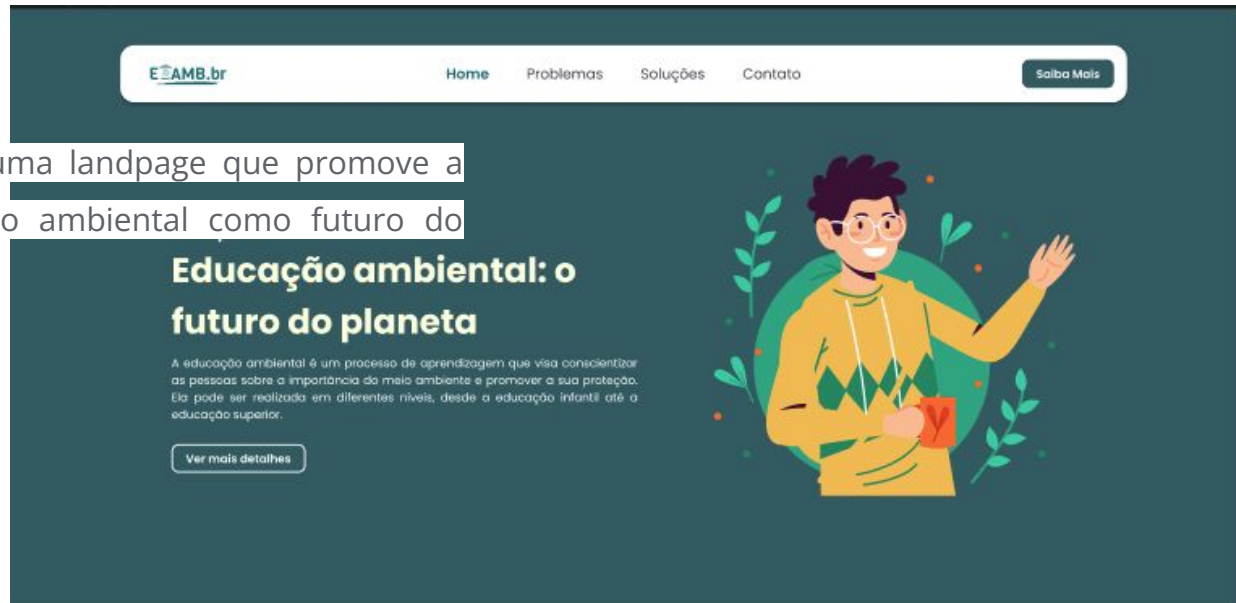 AMB.br
Home Problemas Soluções Contato
Saiba Mais
uma landpage que promove a
o ambiental como futuro do
Educação ambiental: o
futuro do planeta
A educação ambiental é um processo de aprendizagem que visa conscientizar
as pessoas sobre a importância do meio ambiente e promover a sua proteção.
Ela pode ser realizada em diferentes níveis, desde a educação infantil até a
educação superior.
Ver mais detalhes